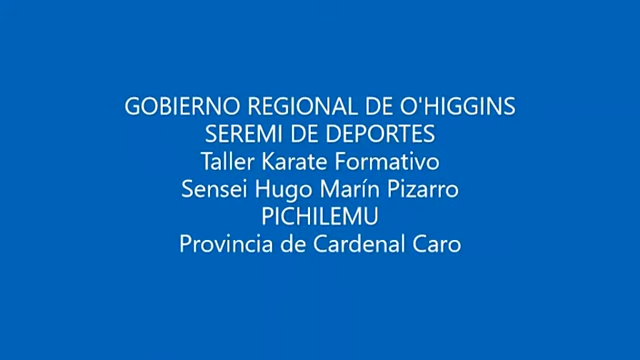 GOBIERNO REGIONAL DE O'HIGGINS
SEREMI DE DEPORTES
Taller Karate Formativo
Sensei Hugo Marín Pizarro
PICHILEMU
Provincia de Cardenal Caro